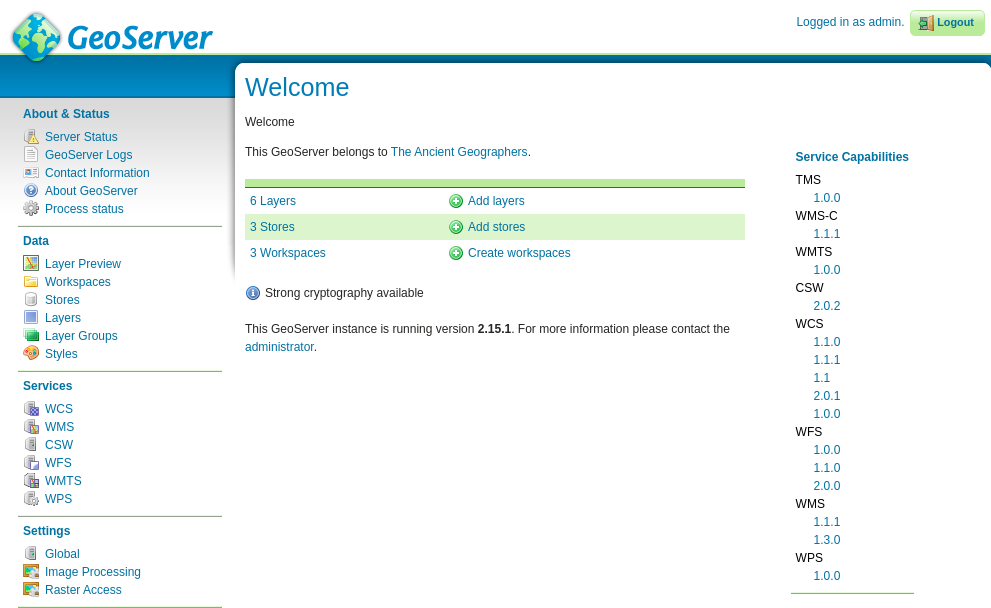 GeoServer
Logged in as admin.
Logout
About & Status
Server Status
GeoServer Logs
Contact Information
About GeoServer
Process status
Data
Layer Preview
Workspaces
Stores
Layers
Layer Groups
Styles
Services
WCS
WMS
CSW
WFS
WMTS
WPS
Settings
Global
Image Processing
Raster Access
Welcome
Welcome
This GeoServer belongs to The Ancient Geographers.
6 Layers Add layers
3 Stores Add stores
3 Workspaces Create workspaces
Strong cryptography available
This GeoServer instance is running version 2.15.1. For more information please contact the
administrator.
Service Capabilities
TMS
1.0.0
WMS-C
1.1.1
WMTS
1.0.0
CSW
2.0.2
WCS
1.1.0
1.1.1
1.1
2.0.1
1.0.0
WFS
1.0.0
1.1.0
2.0.0
WMS
1.1.1
1.3.0
WPS
1.0.0